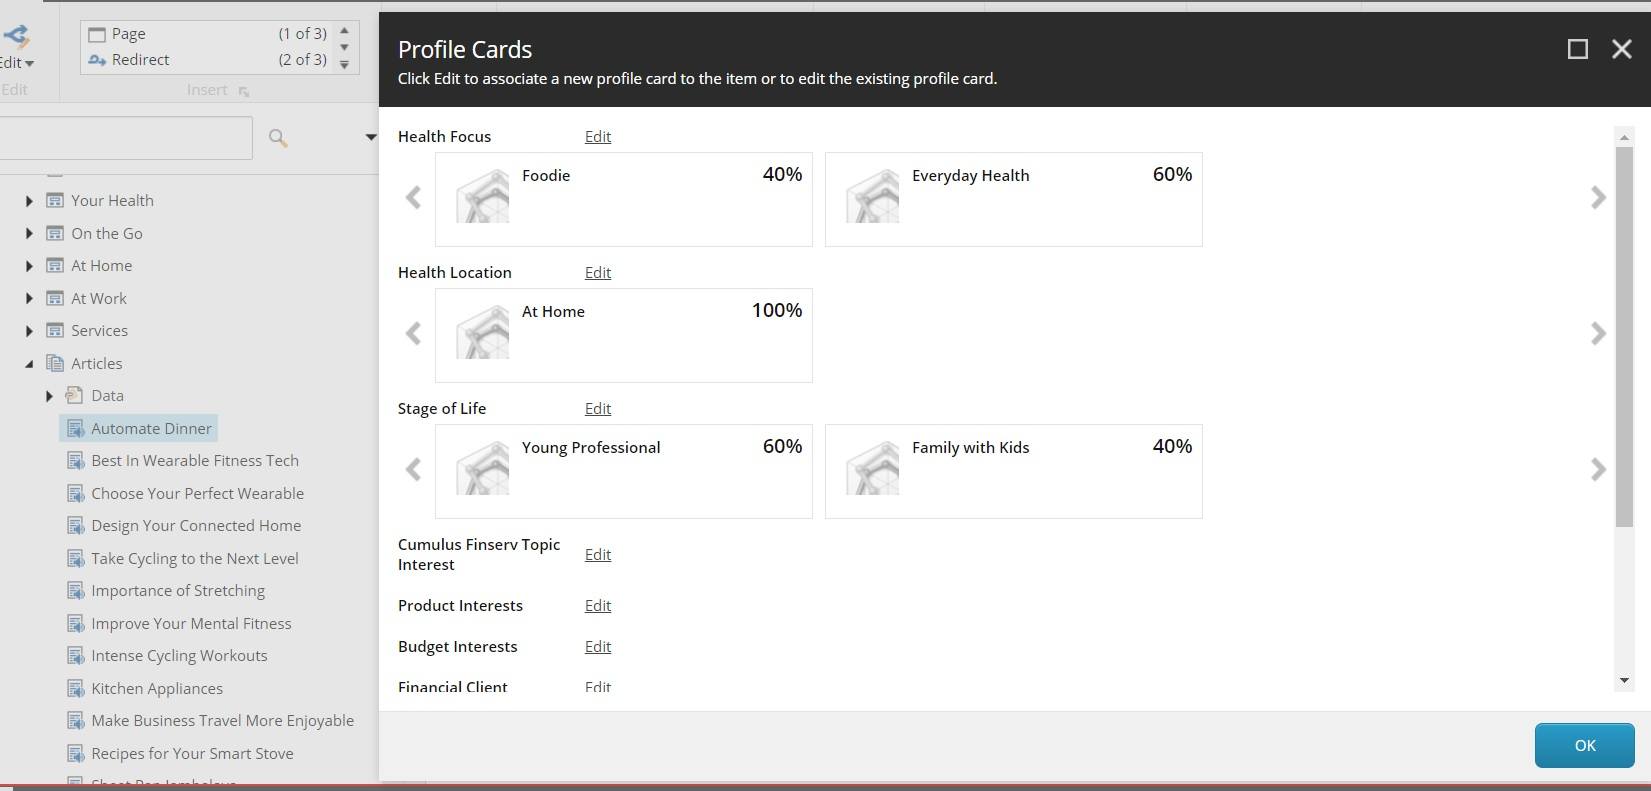 Edit
Edit
Page (1 of 3)
Redirect (2 of 3)
Insert
Your Health
On the Go
At Home
At Work
Services
Articles
Data
Automate Dinner
Best In Wearable Fitness Tech
Choose Your Perfect Wearable
Design Your Connected Home
Take Cycling to the Next Level
Importance of Stretching
Improve Your Mental Fitness
Intense Cycling Workouts
Kitchen Appliances
Make Business Travel More Enjoyable
Recipes for Your Smart Stove
Profile Cards
Click Edit to associate a new profile card to the item or to edit the existing profile card.
Health Focus Edit
Foodie 40% Everyday Health 60%
Health Location Edit
At Home 100%
Stage of Life Edit
Young Professional 60% Family with Kids 40%
Cumulus Finserv Topic
Interest Edit
Product Interests Edit
Budget Interests Edit
Financial Client Edit
OK